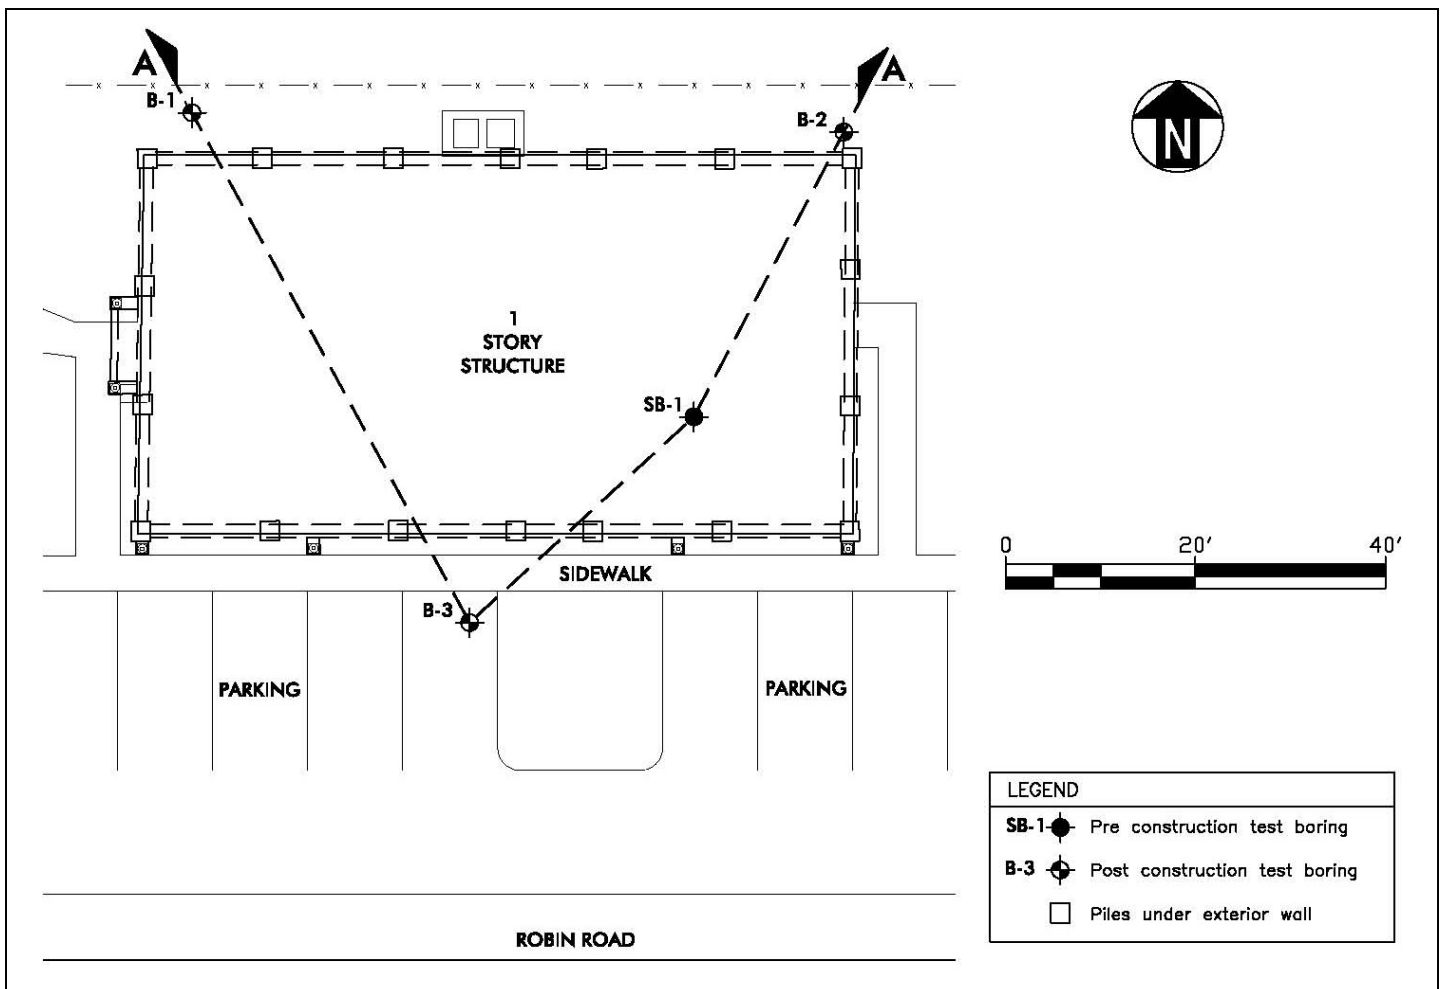 A
A
B-1
B-2
N
1
STORY
STRUCTURE
SB-1
0 20' 40'
SIDEWALK
B-3
PARKING
PARKING
LEGEND
SB-1 Pre construction test boring
B-3 Post construction test boring
Piles under exterior wall
ROBIN ROAD